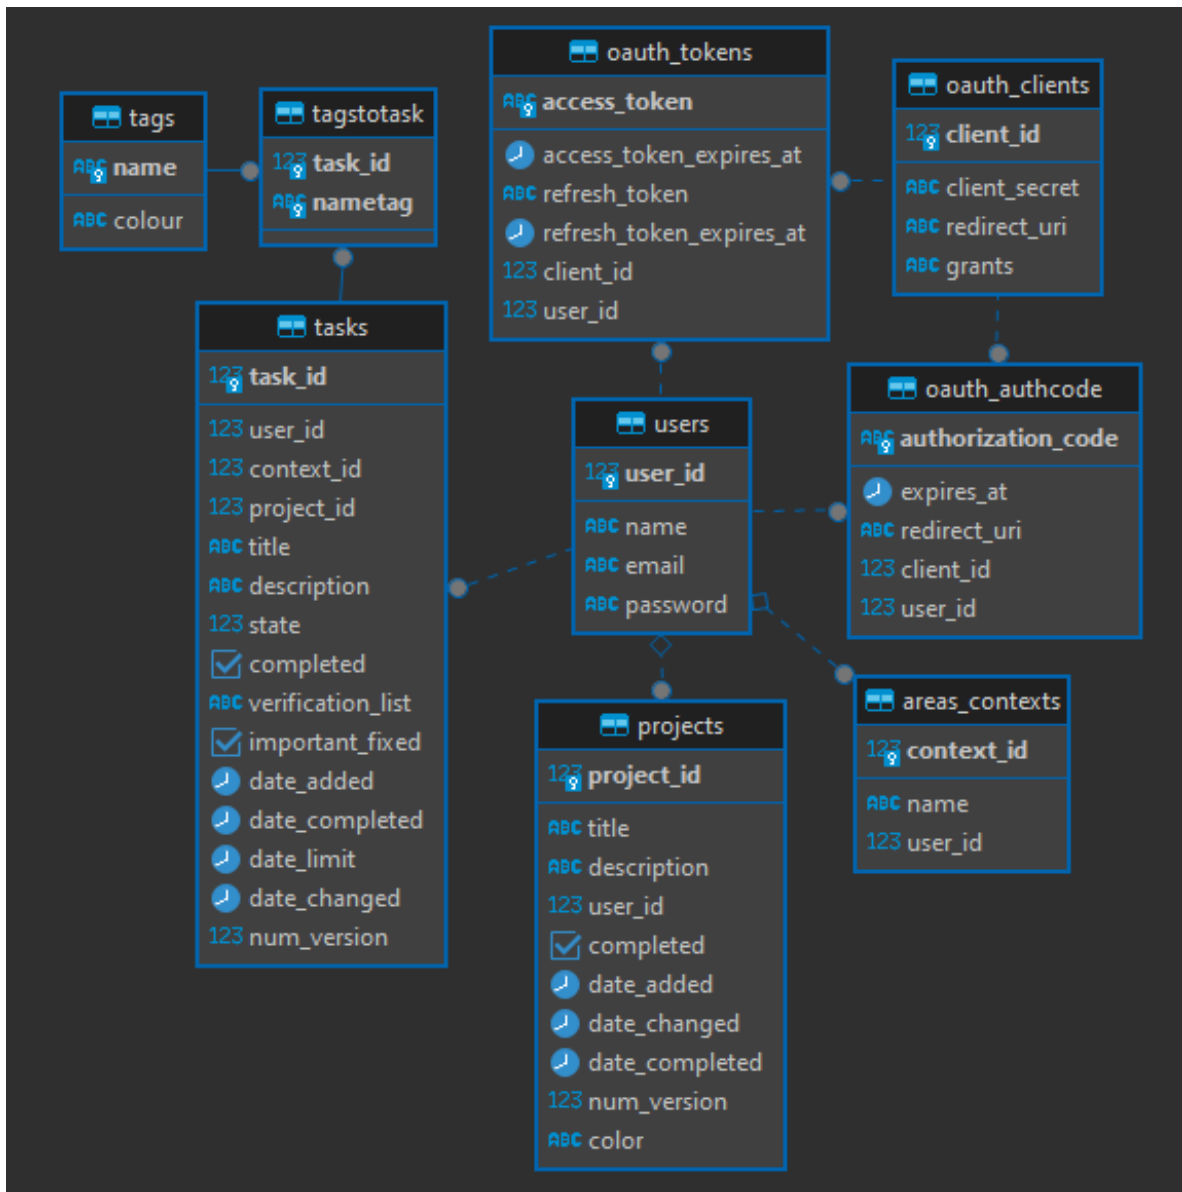 tags
name
colour
tagstotask
task_id
nametag
oauth_tokens
access_token
access_token_expires_at
refresh_token
refresh_token_expires_at
client_id
user_id
oauth_clients
client_id
client_secret
redirect_uri
grants
tasks
task_id
user_id
context_id
project_id
title
description
state
completed
verification_list
important_fixed
date_added
date_completed
date_limit
date_changed
num_version
users
user_id
name
email
password
oauth_authcode
authorization_code
expires_at
redirect_uri
client_id
user_id
projects
project_id
title
description
user_id
completed
date_added
date_changed
date_completed
num_version
color
areas_contexts
context_id
name
user_id